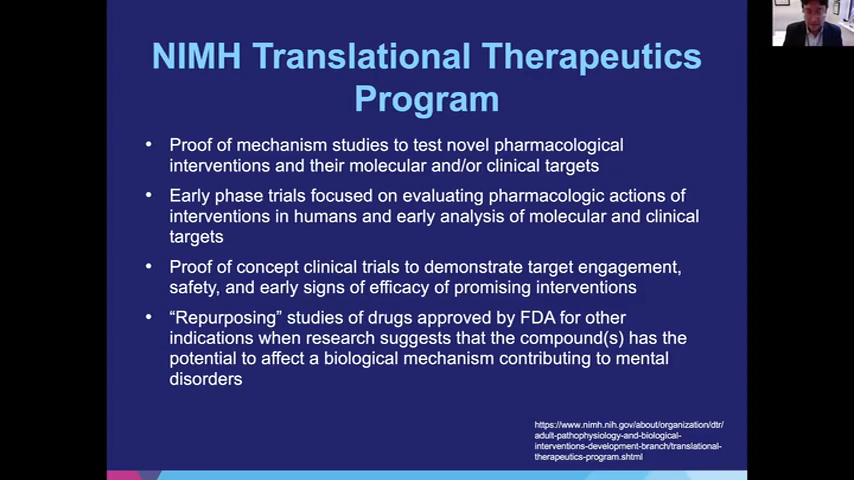 NIMH Translational Therapeutics
Program
• Proof of mechanism studies to test novel pharmacological
interventions and their molecular and/or clinical targets
• Early phase trials focused on evaluating pharmacologic actions of
interventions in humans and early analysis of molecular and clinical
targets
• Proof of concept clinical trials to demonstrate target engagement,
safety, and early signs of efficacy of promising interventions
• “Repurposing” studies of drugs approved by FDA for other
indications when research suggests that the compound(s) has the
potential to affect a biological mechanism contributing to mental
disorders
https://www.nimh.nih.gov/about/organization/dtr/
adult-pathophysiology-and-biological-
interventions-development-branch/translational-
therapeutics-program.shtml